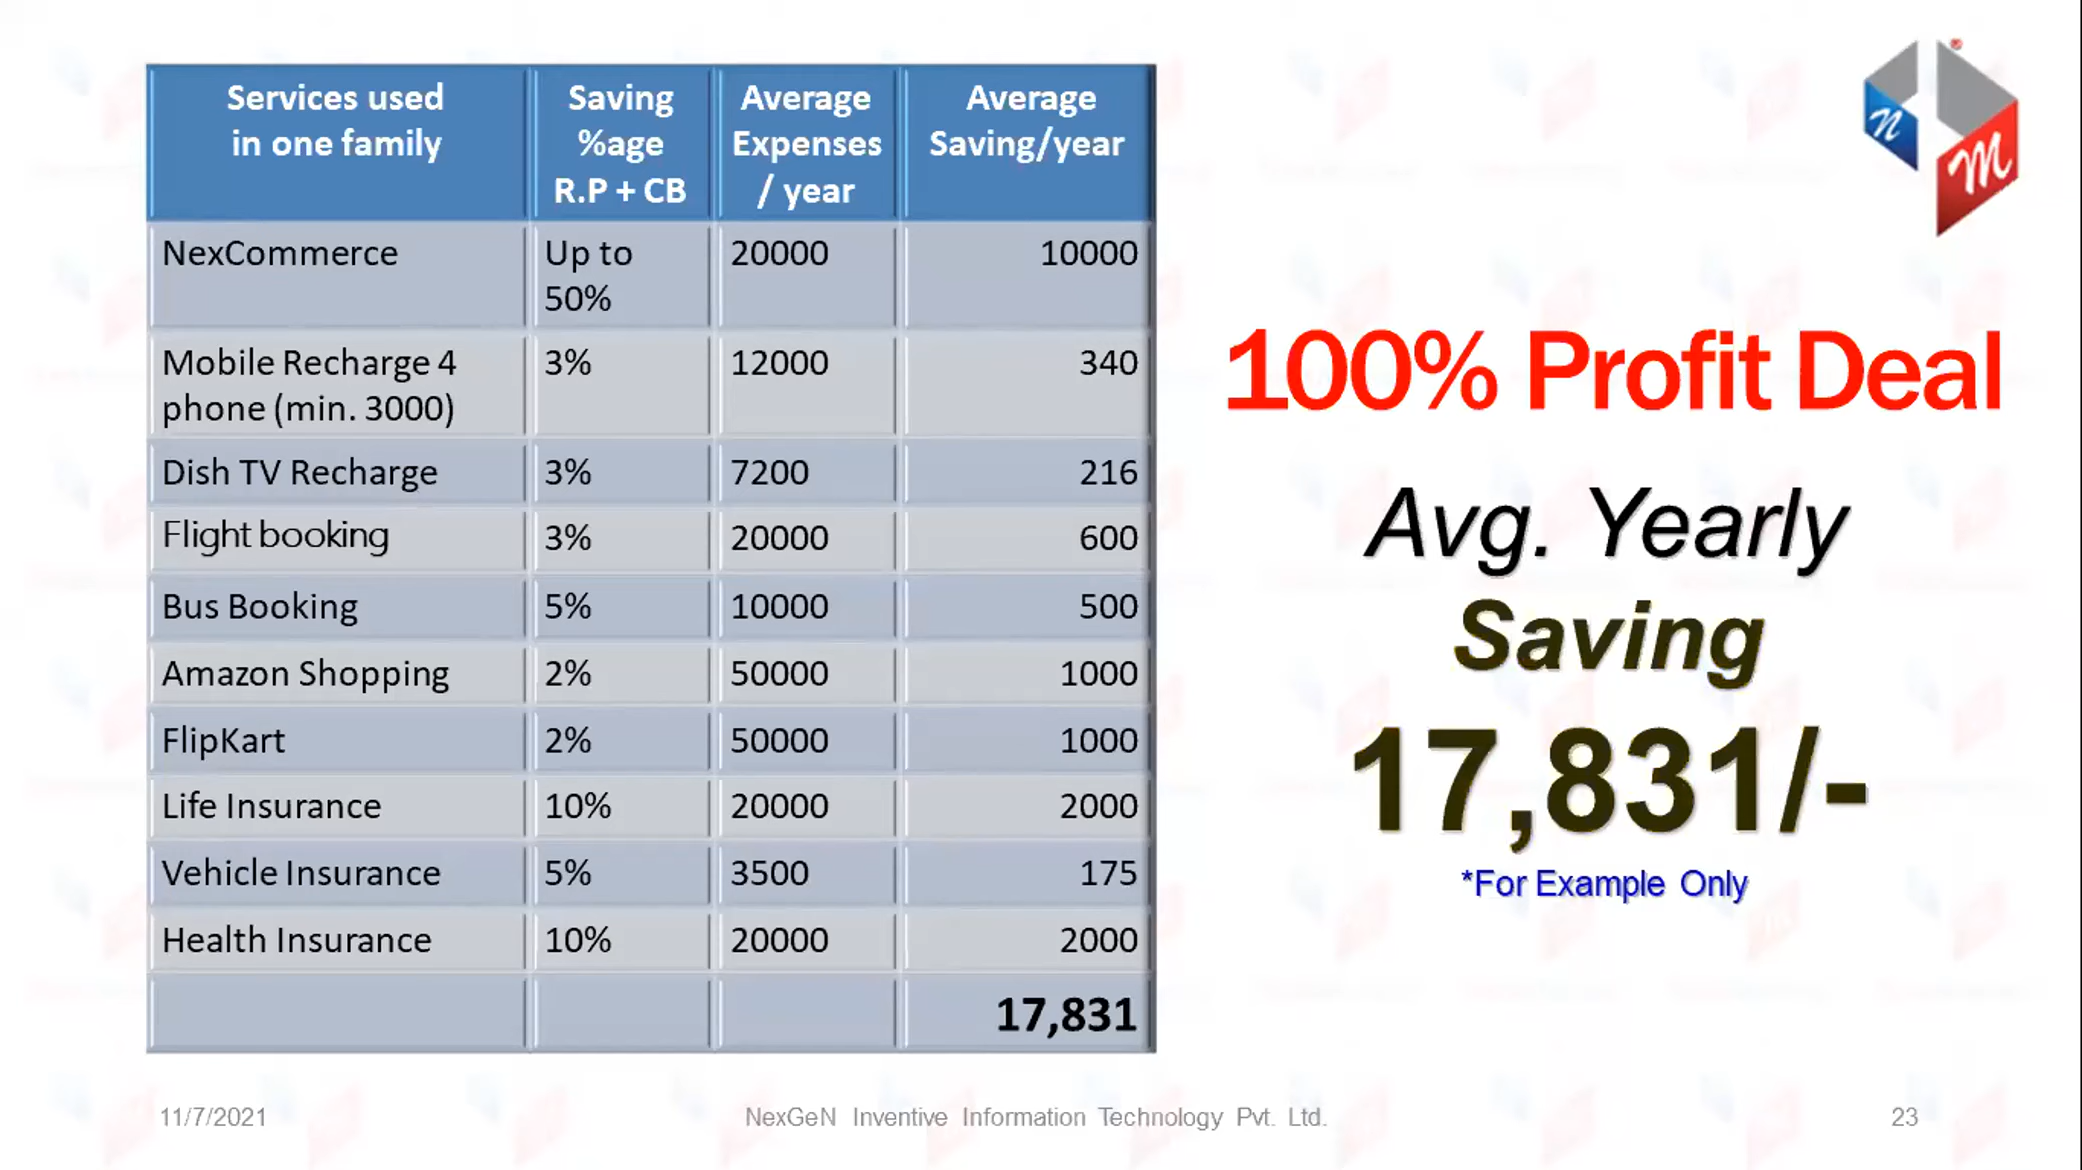 Services used
in one family
Saving
%age
R.P + CB
Average
Expenses
/ year
Average
Saving/year
NexCommerce
Up to
50%
20000
10000
Mobile Recharge 4
phone (min. 3000)
3%
12000
340
Dish TV Recharge
3%
7200
216
Flight booking
3%
20000
600
Bus Booking
5%
10000
500
Amazon Shopping
2%
50000
1000
FlipKart
2%
50000
1000
Life Insurance
10%
20000
2000
Vehicle Insurance
5%
3500
175
Health Insurance
10%
20000
2000
17,831
n
M
®
100% Profit Deal
Avg. Yearly
Saving
17,831/-
*For Example Only
11/7/2021
NexGeN Inventive Information Technology Pvt. Ltd.
23